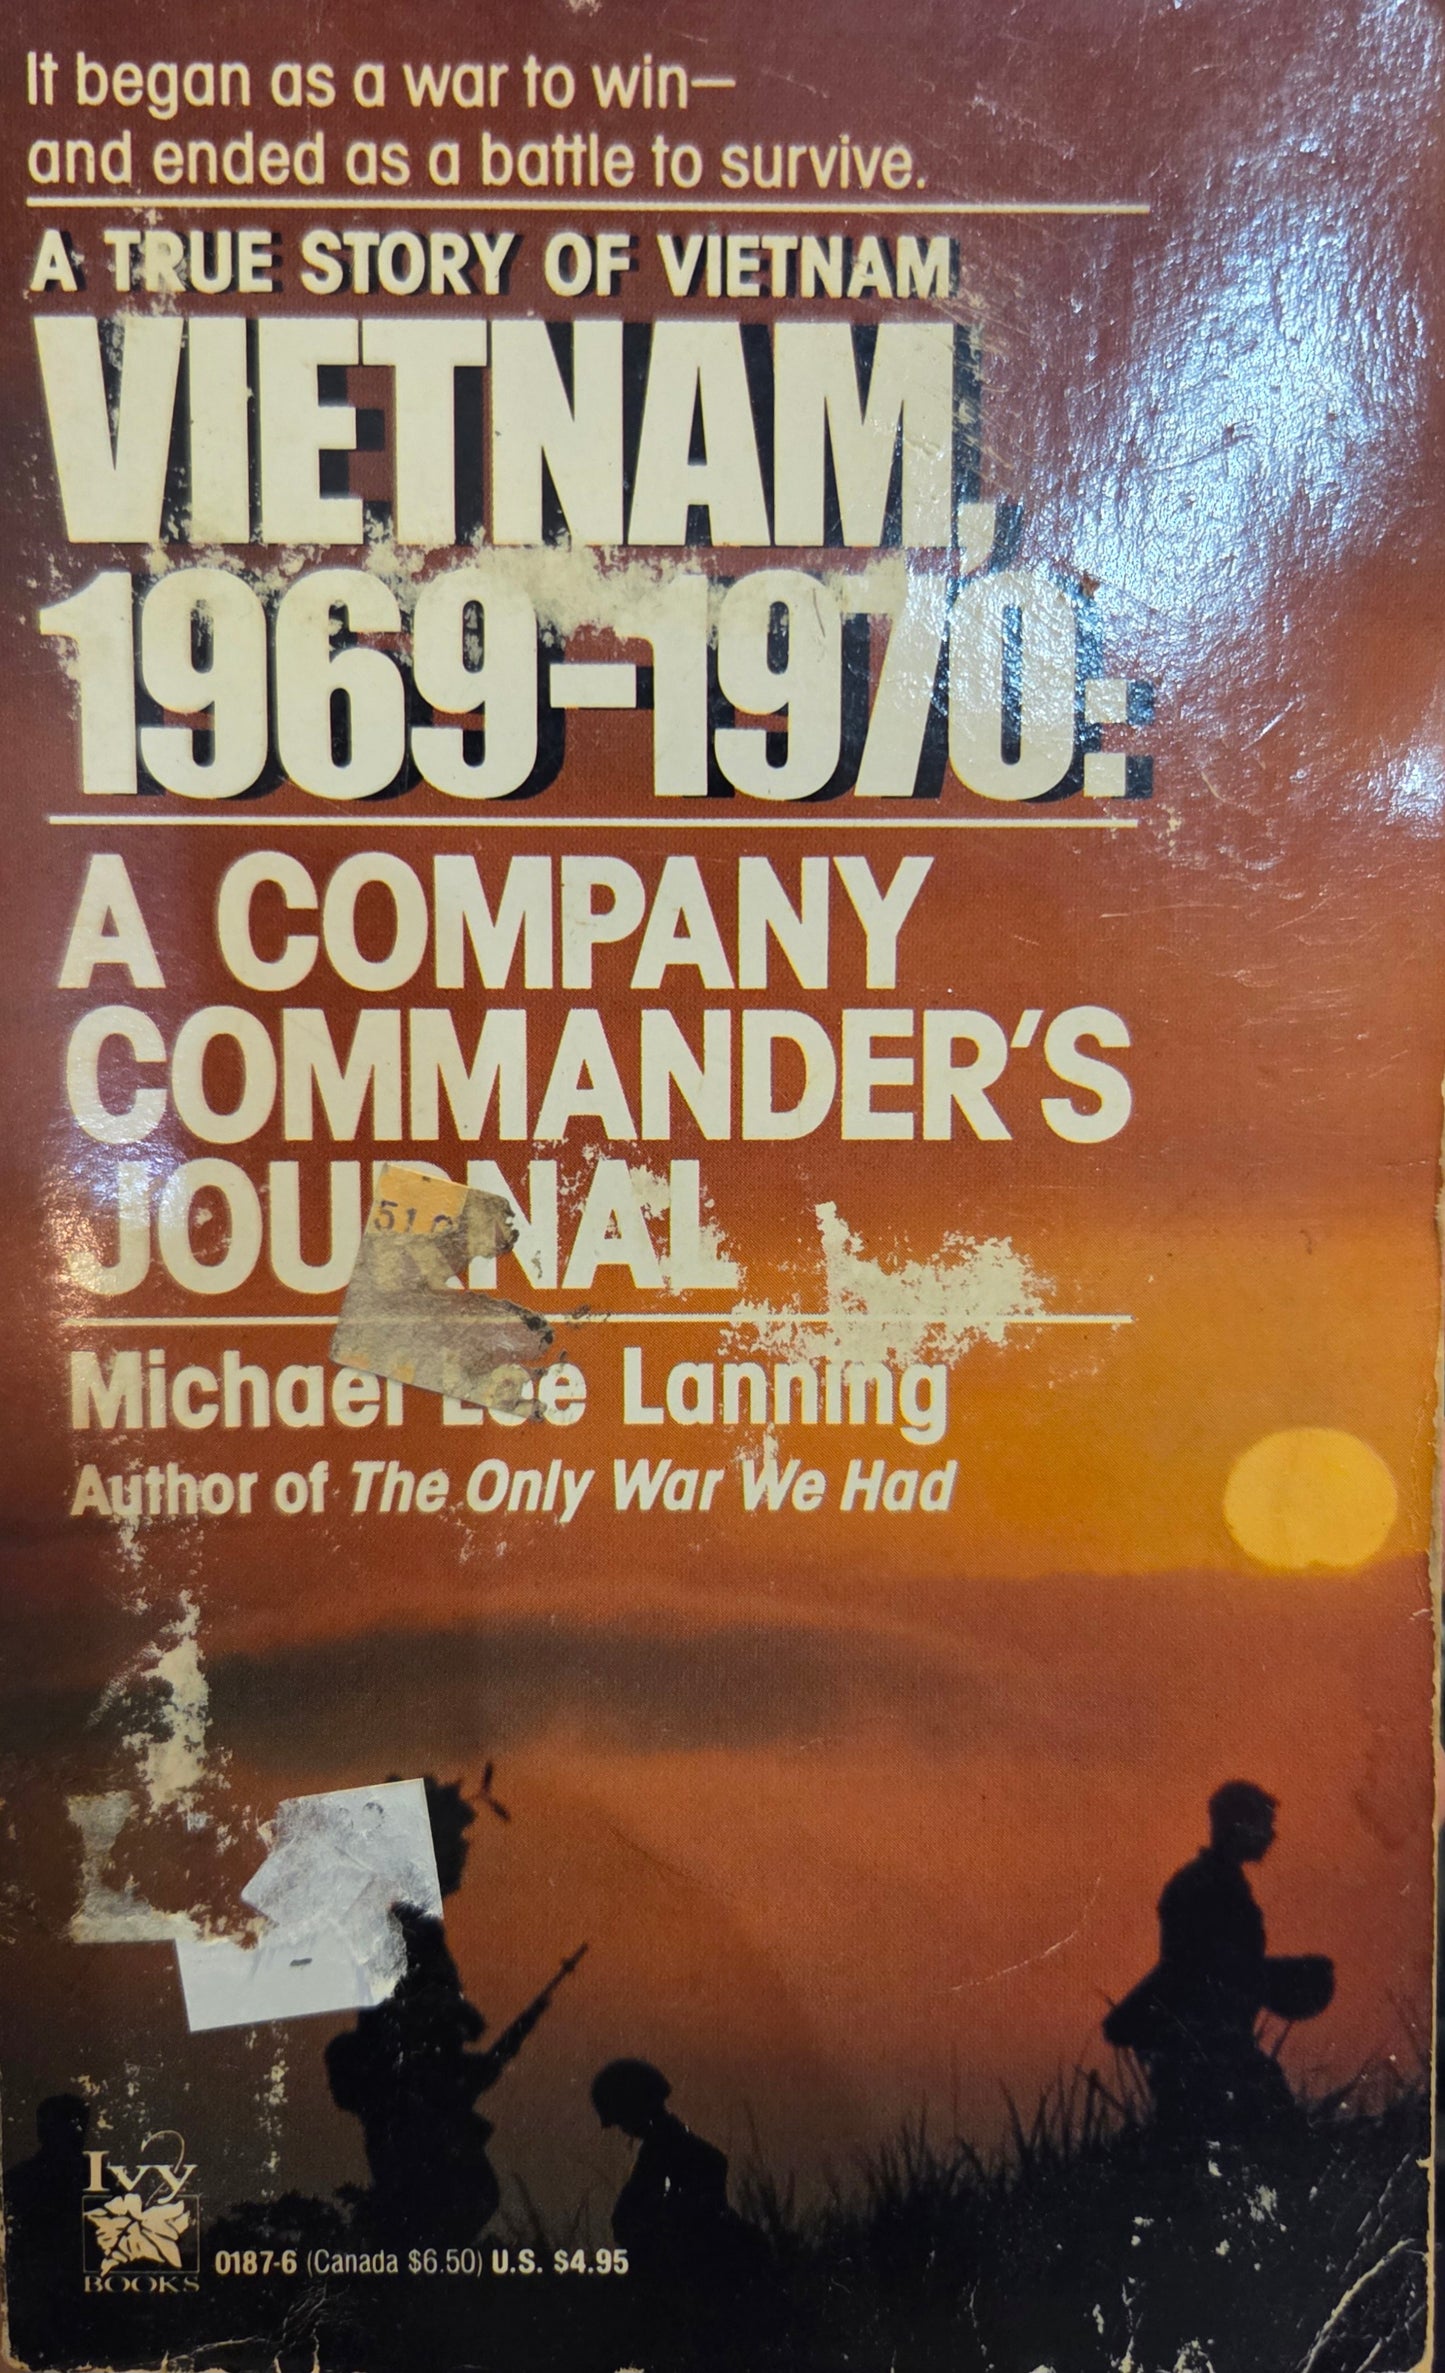 It began as a war to win—
and ended as a battle to survive.
A TRUE STORY OF VIETNAM
VIETNAM,
1969-1970:
A COMPANY
COMMANDER'S
JOURNAL
Michael Lee Lanning
Author of The Only War We Had
Ivy
BOOKS
0187-6 (Canada $6.50) U.S. $4.95